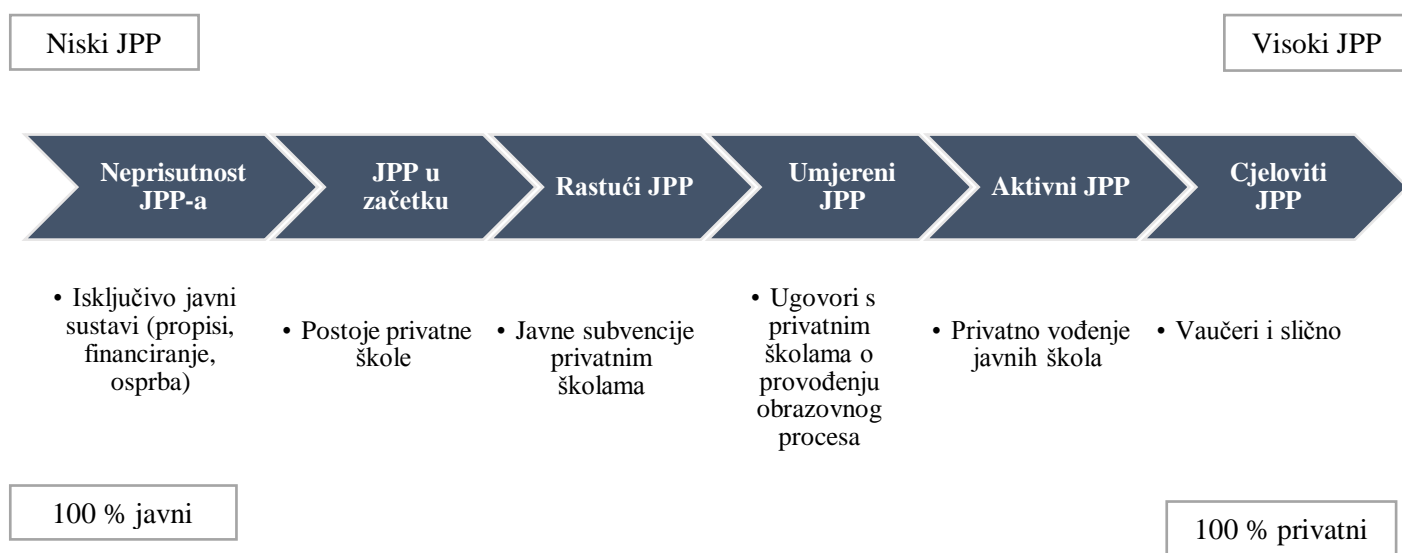 Niski JPP
Visoki JPP
Neprisutnost
JPP-a
JPP u
začetku
Rastući JPP
Umjereni
JPP
Aktivni JPP
Cjeloviti
JPP
• Isključivo javni
sustavi (propisi,
financiranje,
osprba)
• Postoje privatne
škole
• Javne subvencije
privatnim
školama
• Ugovori s
privatnim
školama o
provođenju
obrazovnog
procesa
• Privatno vođenje
javnih škola
• Vaučeri i slično
100 % javni
100 % privatni